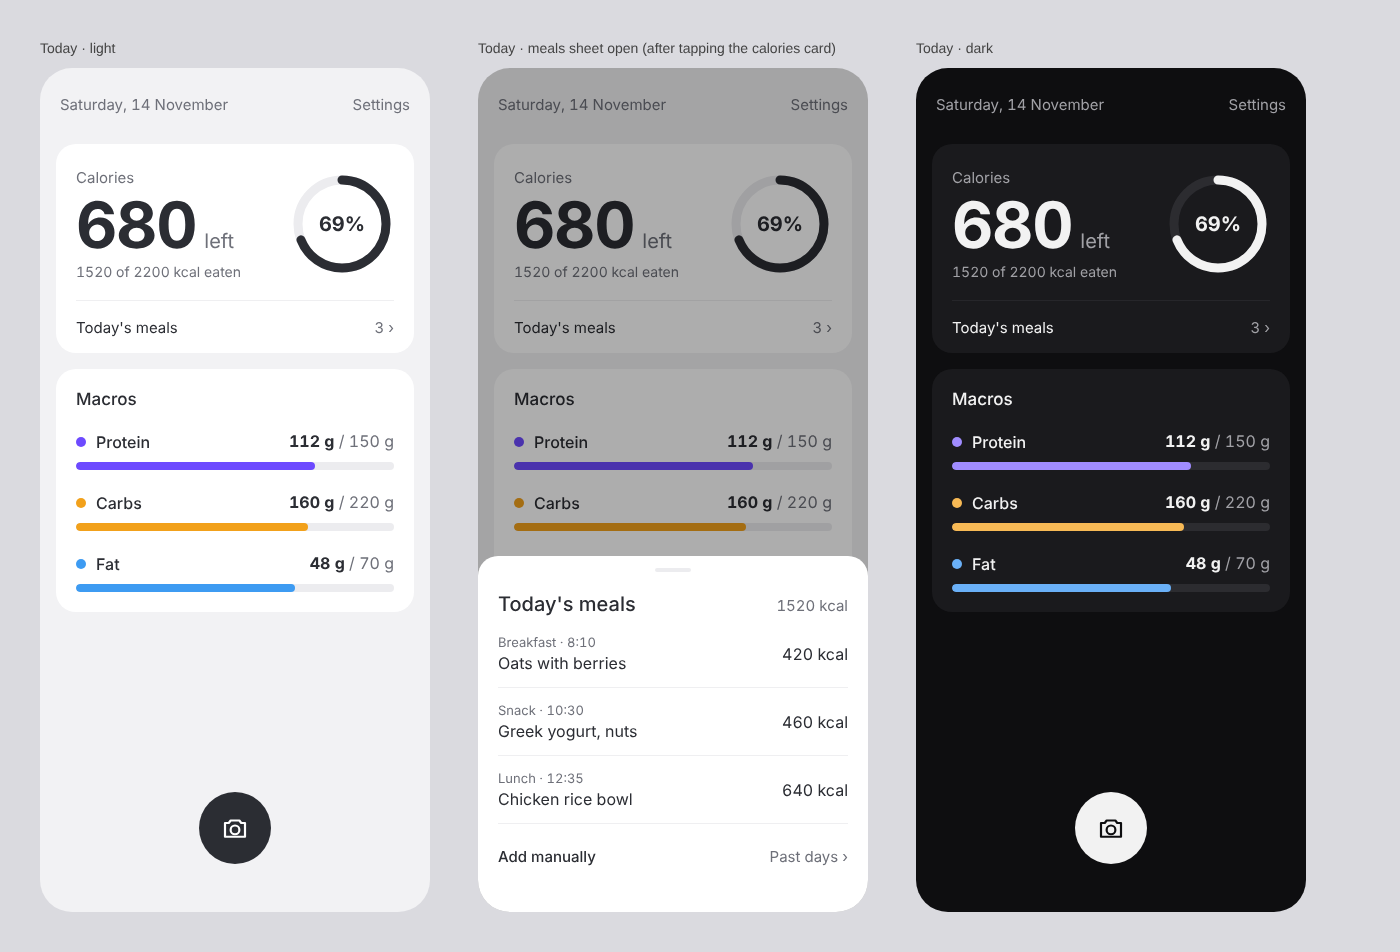 Today · light
Saturday, 14 November
Settings
Calories
680 left
69%
1520 of 2200 kcal eaten
Today's meals
3 ›
Macros
Protein
112 g / 150 g
Carbs
160 g / 220 g
Fat
48 g / 70 g
Today · meals sheet open (after tapping the calories card)
Saturday, 14 November
Settings
Calories
680 left
69%
1520 of 2200 kcal eaten
Today's meals
3 ›
Macros
Protein
112 g / 150 g
Carbs
160 g / 220 g
Today's meals
1520 kcal
Breakfast · 8:10
Oats with berries
420 kcal
Snack · 10:30
Greek yogurt, nuts
460 kcal
Lunch · 12:35
Chicken rice bowl
640 kcal
Add manually
Past days ›
Today · dark
Saturday, 14 November
Settings
Calories
680 left
69%
1520 of 2200 kcal eaten
Today's meals
3 ›
Macros
Protein
112 g / 150 g
Carbs
160 g / 220 g
Fat
48 g / 70 g